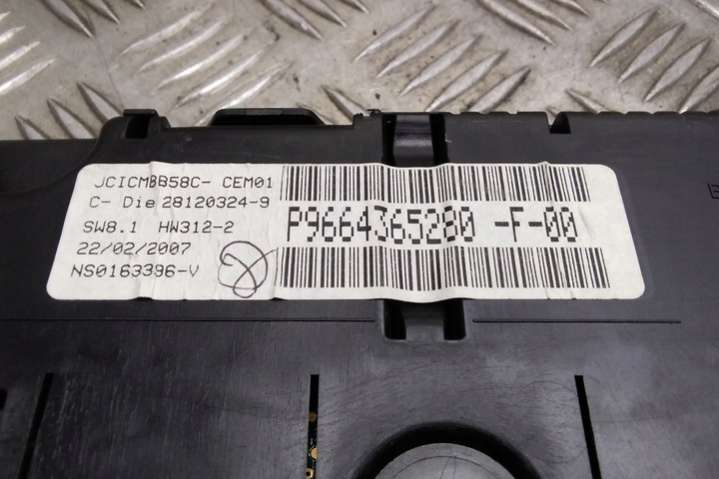 JCICMBB58C- CEM01
C- Die 28120324-9
SW8.1 HW312-2
22/02/2007
NS0163396-V
P9664365280 -F-00